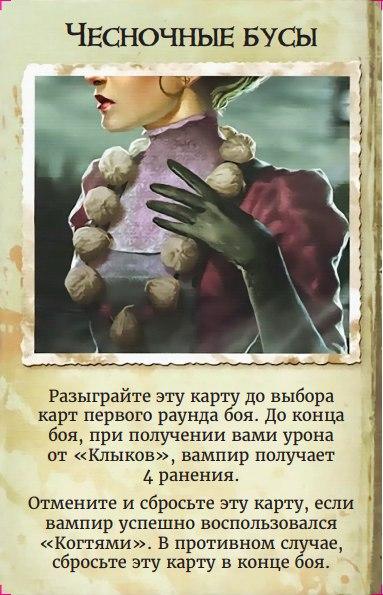 Чесночные бусы
Разыграйте эту карту до выбора
карт первого раунда боя. До конца
боя, при получении вами урона
от «Клыков», вампир получает
4 ранения.
Отмените и сбросьте эту карту, если
вампир успешно воспользовался
«Когтями». В противном случае,
сбросьте эту карту в конце боя.